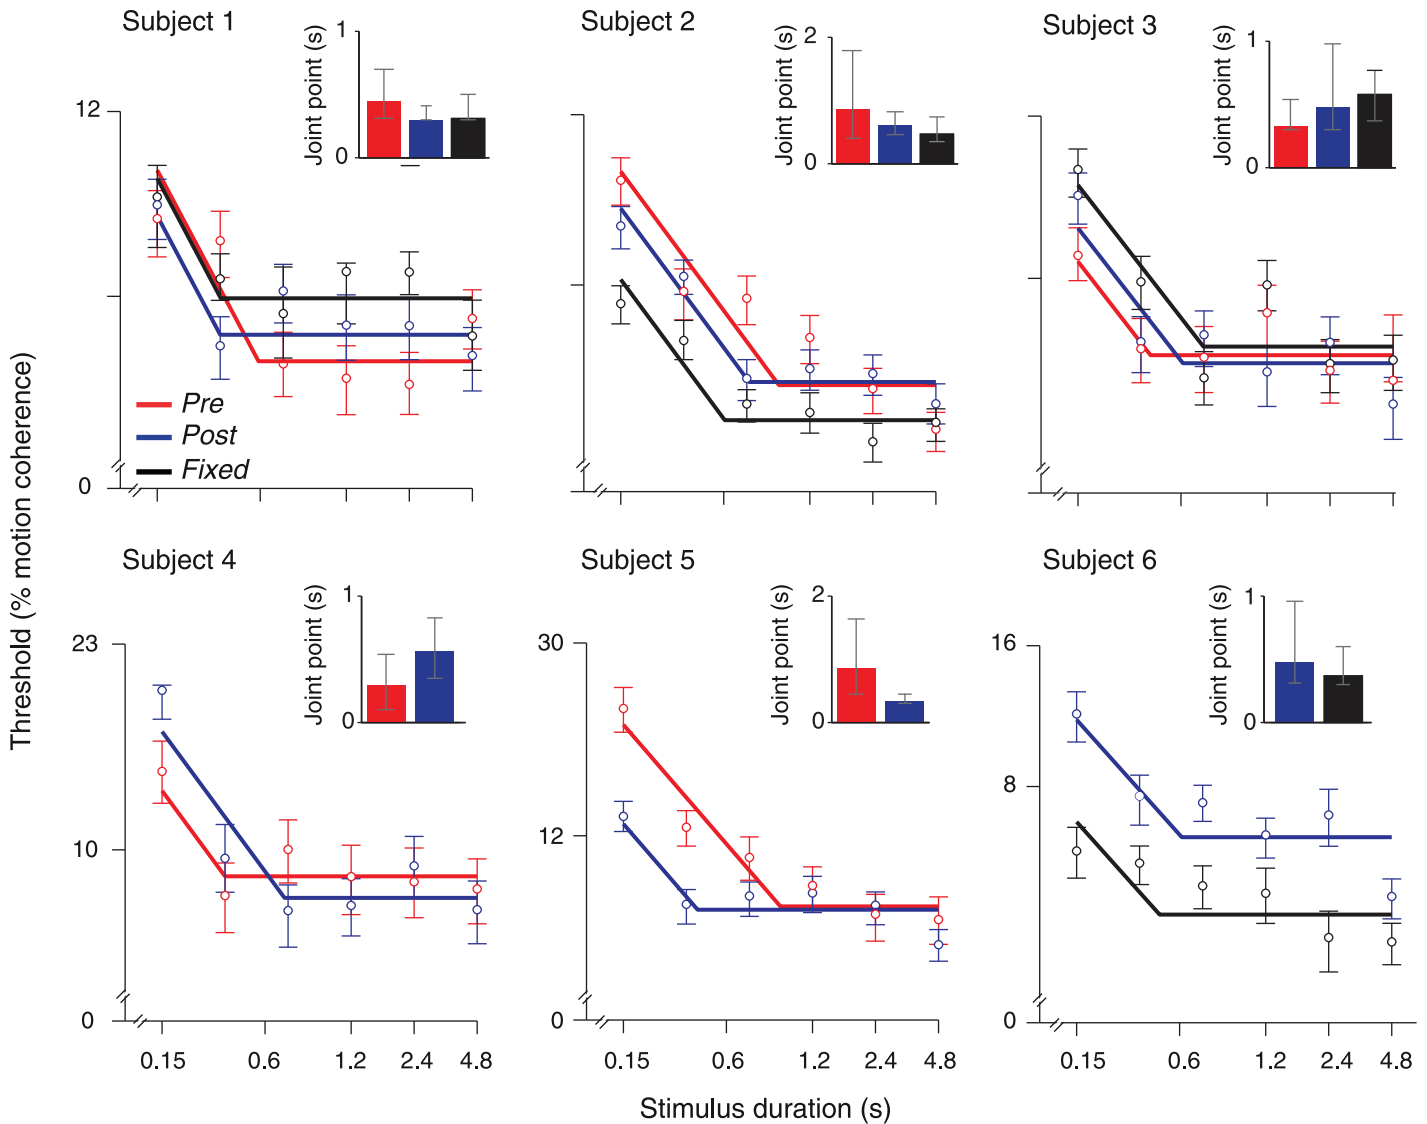 Subject 1
Joint point (s)
1
0
12
0
Pre
Post
Fixed
Subject 2
Joint point (s)
2
0
Subject 3
Joint point (s)
1
0
Threshold (% motion coherence)
Subject 4
Joint point (s)
1
0
23
10
0
0.15 0.6 1.2 2.4 4.8
Subject 5
Joint point (s)
2
0
30
12
0
0.15 0.6 1.2 2.4 4.8
Subject 6
Joint point (s)
1
0
16
8
0
0.15 0.6 1.2 2.4 4.8
Stimulus duration (s)